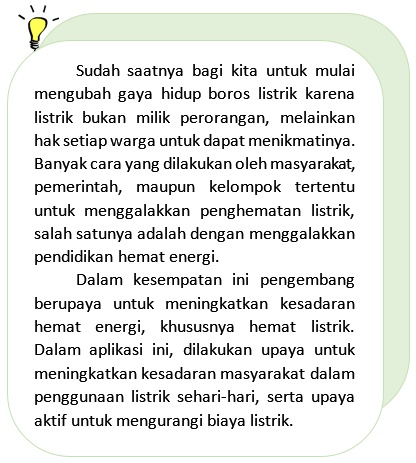 Sudah saatnya bagi kita untuk mulai
mengubah gaya hidup boros listrik karena
listrik bukan milik perorangan, melainkan
hak setiap warga untuk dapat menikmatinya.
Banyak cara yang dilakukan oleh masyarakat,
pemerintah, maupun kelompok tertentu
untuk menggalakkan penghematan listrik,
salah satunya adalah dengan menggalakkan
pendidikan hemat energi.
Dalam kesempatan ini pengembang
berupaya untuk meningkatkan kesadaran
hemat energi, khususnya hemat listrik.
Dalam aplikasi ini, dilakukan upaya untuk
meningkatkan kesadaran masyarakat dalam
penggunaan listrik sehari-hari, serta upaya
aktif untuk mengurangi biaya listrik.